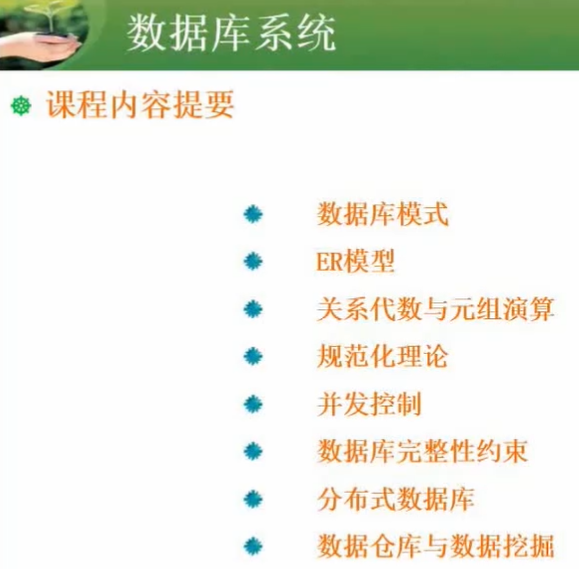 数据库系统
课程内容提要
数据库模式
ER模型
关系代数与元组演算
规范化理论
并发控制
数据库完整性约束
分布式数据库
数据仓库与数据挖掘